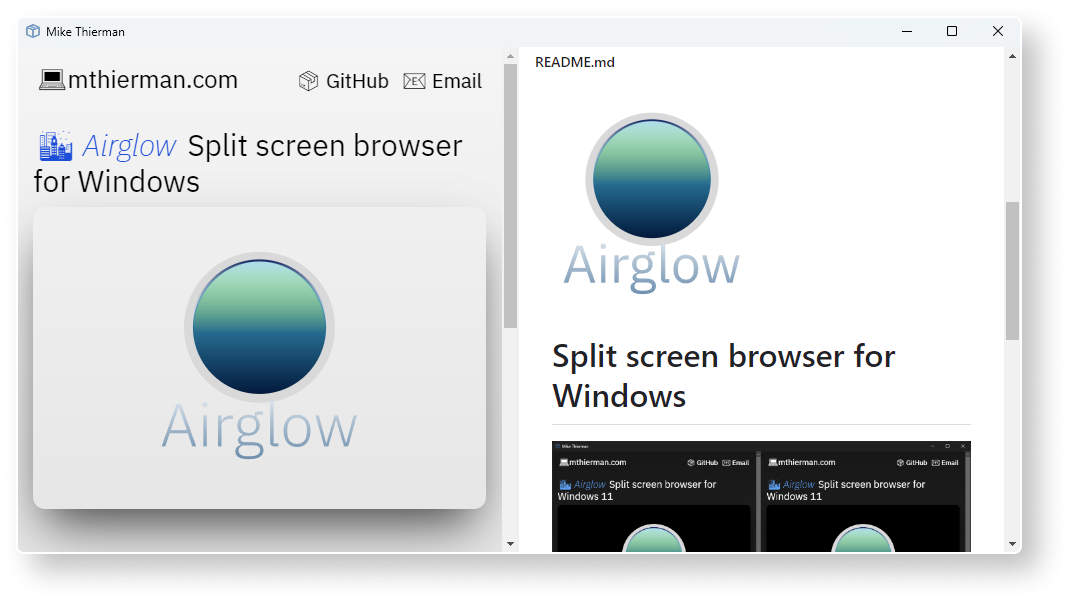 Mike Thierman
mthierman.com
GitHub
Email
Airglow Split screen browser
for Windows
Airglow
README.md
Airglow
Split screen browser for
Windows
Mike Thierman
mthierman.com
GitHub
Email
Airglow Split screen browser for
Windows 11
mthierman.com
GitHub
Email
Airglow Split screen browser for
Windows 11